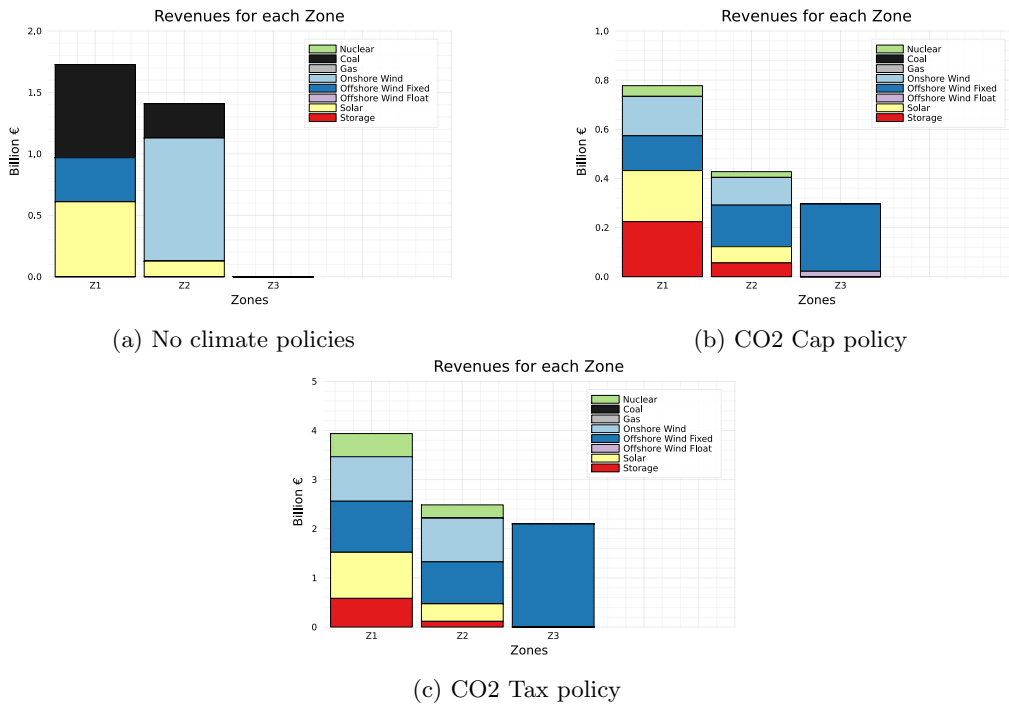 Revenues for each Zone
Billion €
2.0
1.5
1.0
0.5
0.0
Nuclear
Coal
Gas
Onshore Wind
Offshore Wind Fixed
Offshore Wind Float
Solar
Storage
Z1 Z2 Z3
Zones
(a) No climate policies
Revenues for each Zone
Billion €
1.0
0.8
0.6
0.4
0.2
0.0
Nuclear
Coal
Gas
Onshore Wind
Offshore Wind Fixed
Offshore Wind Float
Solar
Storage
Z1 Z2 Z3
Zones
(b) CO2 Cap policy
Revenues for each Zone
Billion €
5
4
3
2
1
0
Nuclear
Coal
Gas
Onshore Wind
Offshore Wind Fixed
Offshore Wind Float
Solar
Storage
Z1 Z2 Z3
Zones
(c) CO2 Tax policy